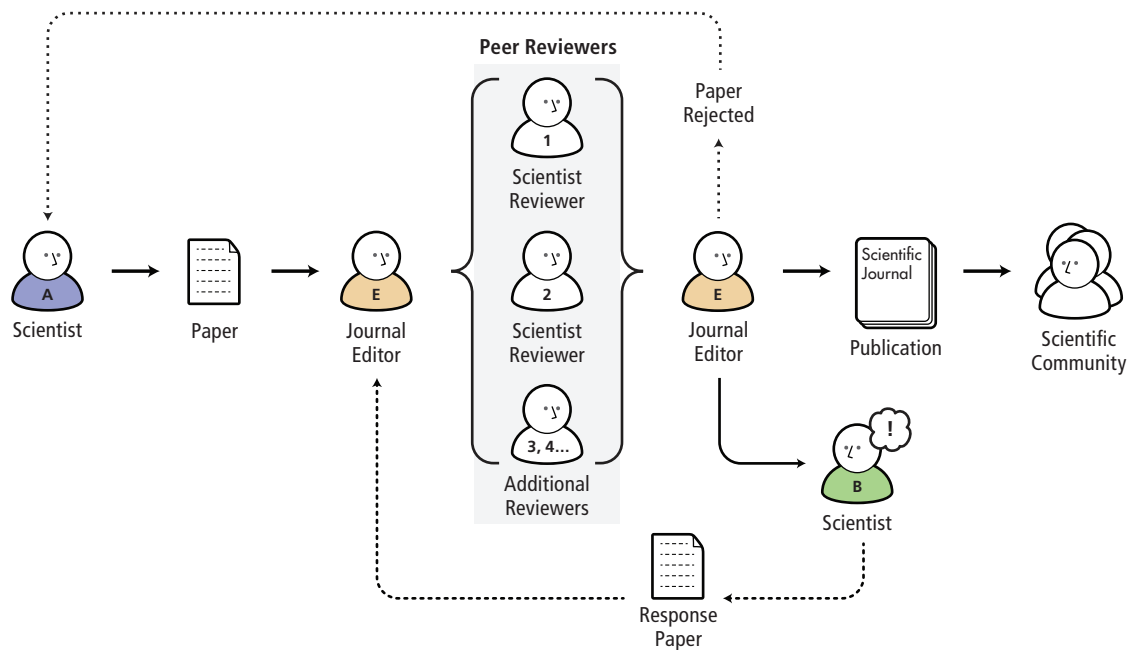 Peer Reviewers
1
Scientist
Reviewer
Paper
Rejected
A
Scientist
Paper
E
Journal
Editor
2
Scientist
Reviewer
E
Journal
Editor
Scientific
Journal
Publication
Scientific
Community
3, 4...
Additional
Reviewers
!
B
Scientist
Response
Paper